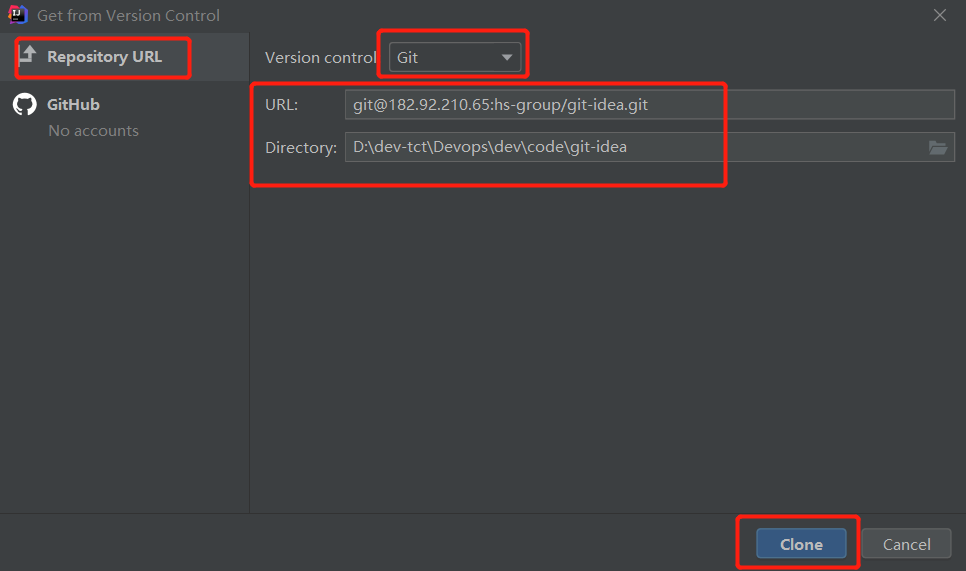 Get from Version Control
Repository URL
GitHub
No accounts
Version control
Git
URL:
git@182.92.210.65:hs-group/git-idea.git
Directory:
D:\dev-tct\Devops\dev\code\git-idea
Clone
Cancel